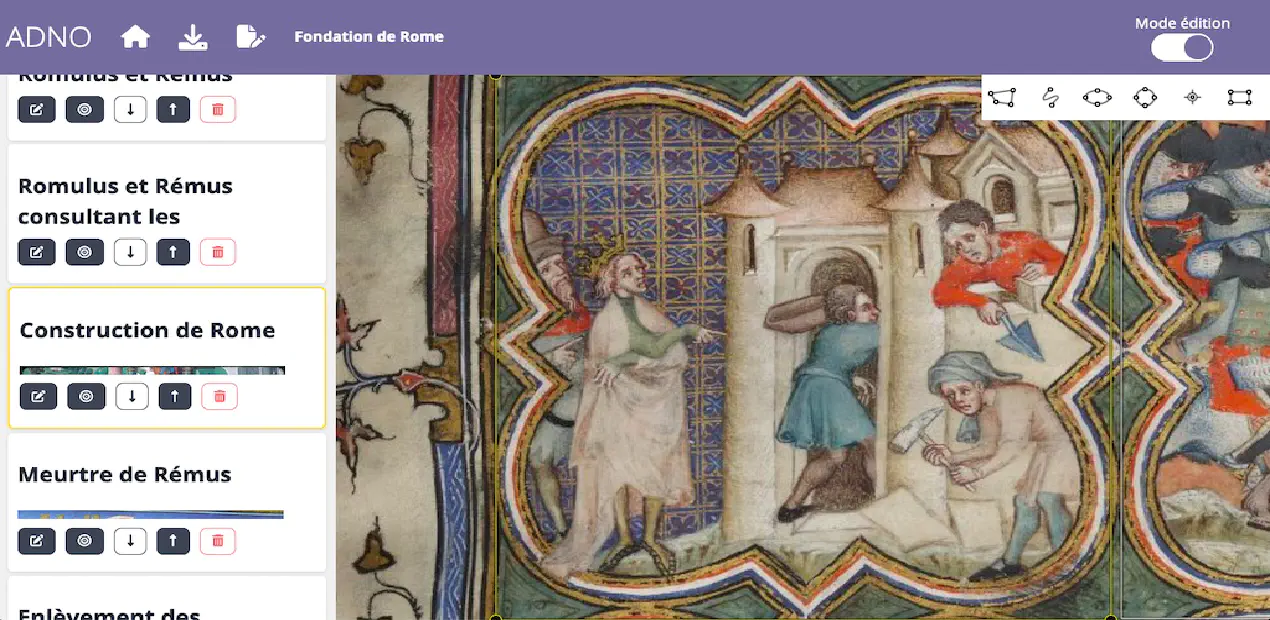 ADNO
Fondation de Rome
Mode édition
Romulus et Rémus
Romulus et Rémus
consultant les
Construction de Rome
Meurtre de Rémus
Enlèvement des